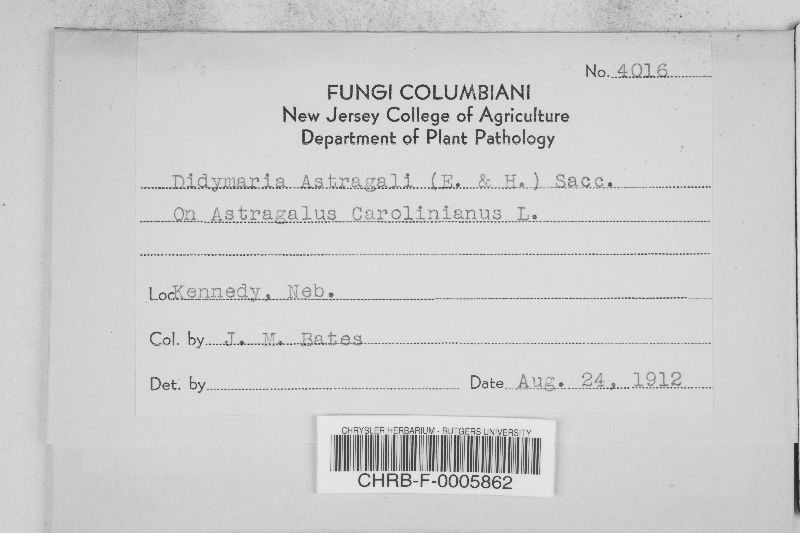 No. 4016
FUNGI COLUMBIANI
New Jersey College of Agriculture
Department of Plant Pathology
Didymaria Astragali (E. & H.) Sacc.
On Astragalus Carolinianus L.
Loc Kennedy, Neb.
Col. by J. M. Bates
Det. by Date Aug. 24, 1912
CHRYSLER HERBARIUM - RUTGERS UNIVERSITY
CHRB-F-0005862